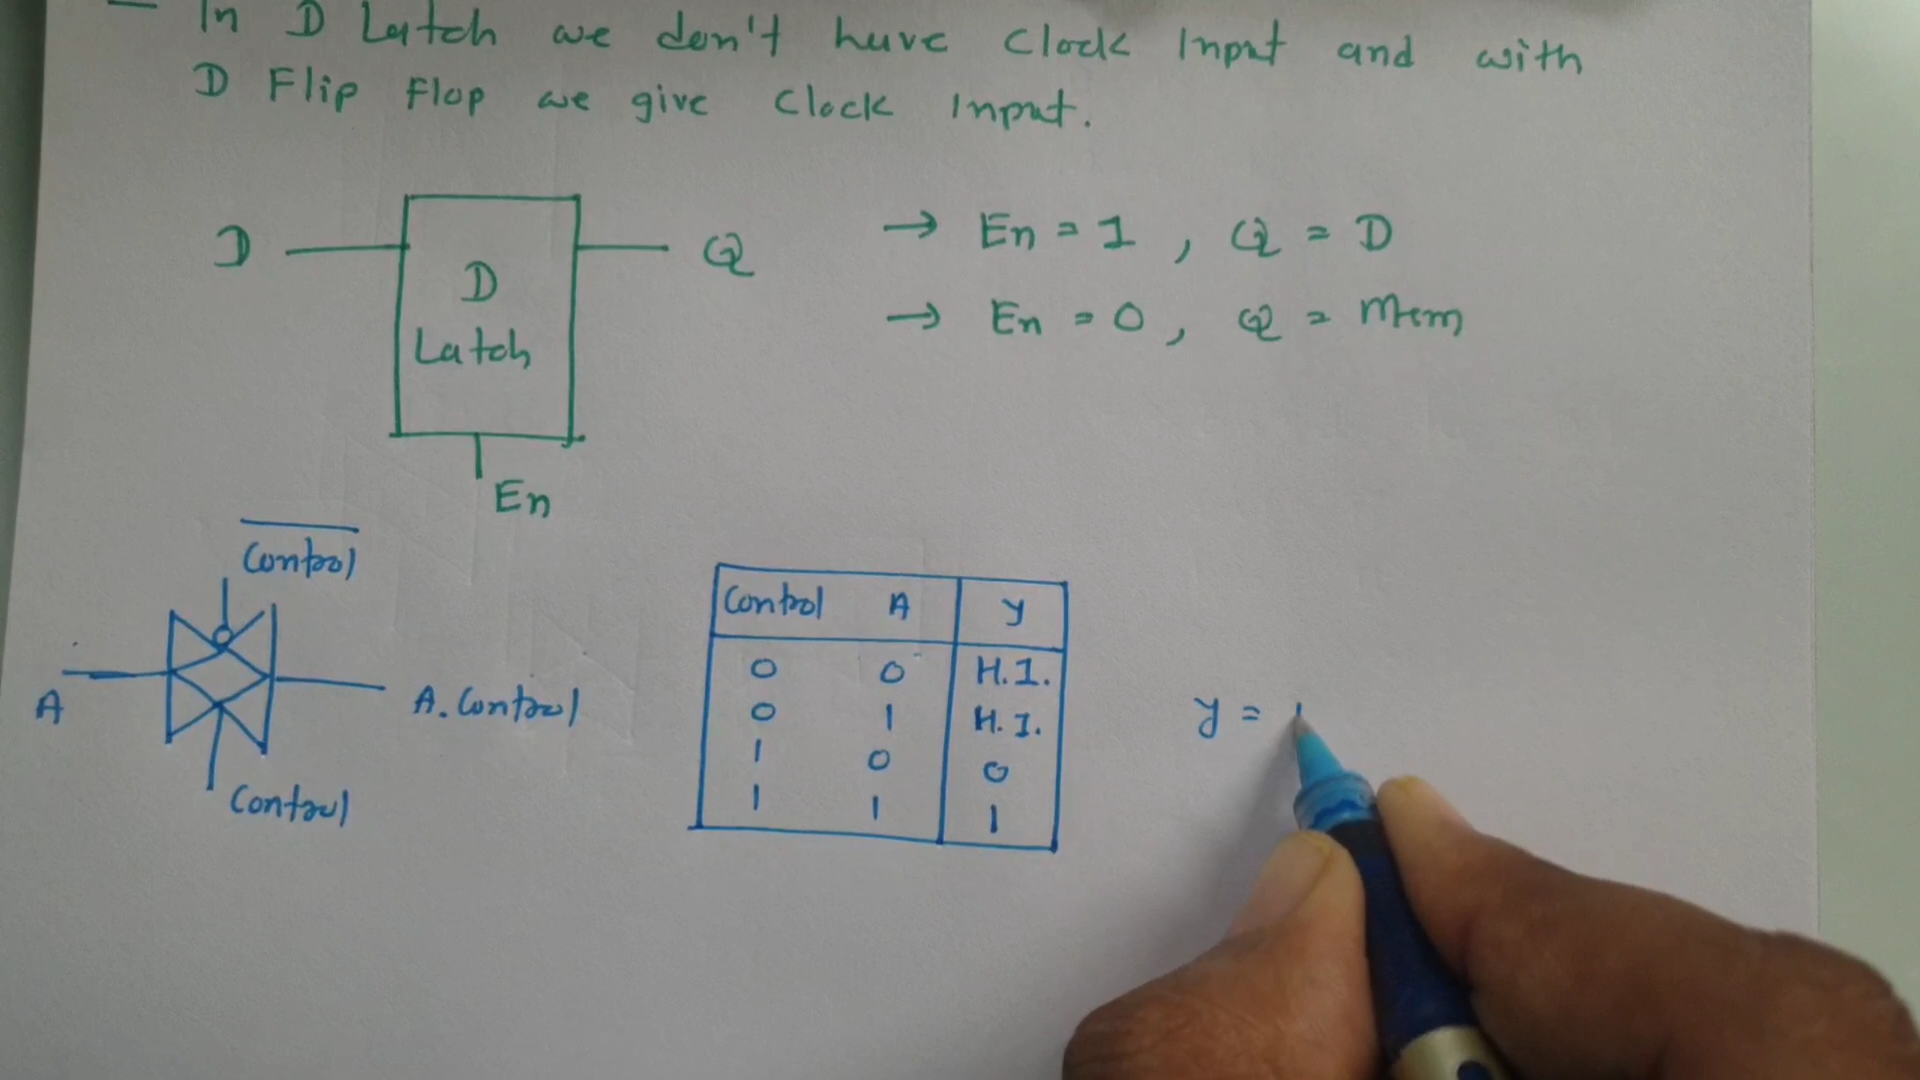 — In D Latch we don't have Clock Input and with
D Flip Flop we give Clock Input.
D
D
Latch
Q
En
→ En = 1 , Q = D
→ En = 0 , Q = Mem
Control
A
A. Control
Control
Control A y
0 0 H.I.
0 1 H.I.
1 0 0
1 1 1
y =